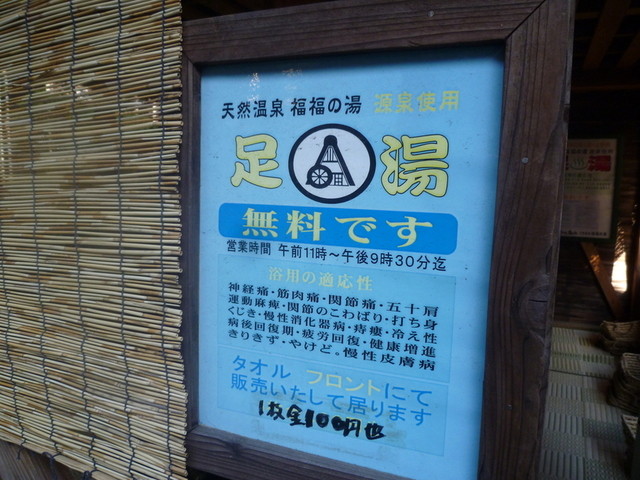 天然温泉 福福の湯 源泉使用
足 湯
無料です
営業時間 午前11時〜午後9時30分迄
浴用の適応性
神経痛・筋肉痛・関節痛・五十肩
運動麻痺・関節のこわばり・打ち身
くじき・慢性消化器病・痔瘻・冷え性
病後回復期・疲労回復・健康増進
きりきず・やけど。慢性皮膚病
タオル フロントにて
販売いたして居ります
1枚金100円也
湯